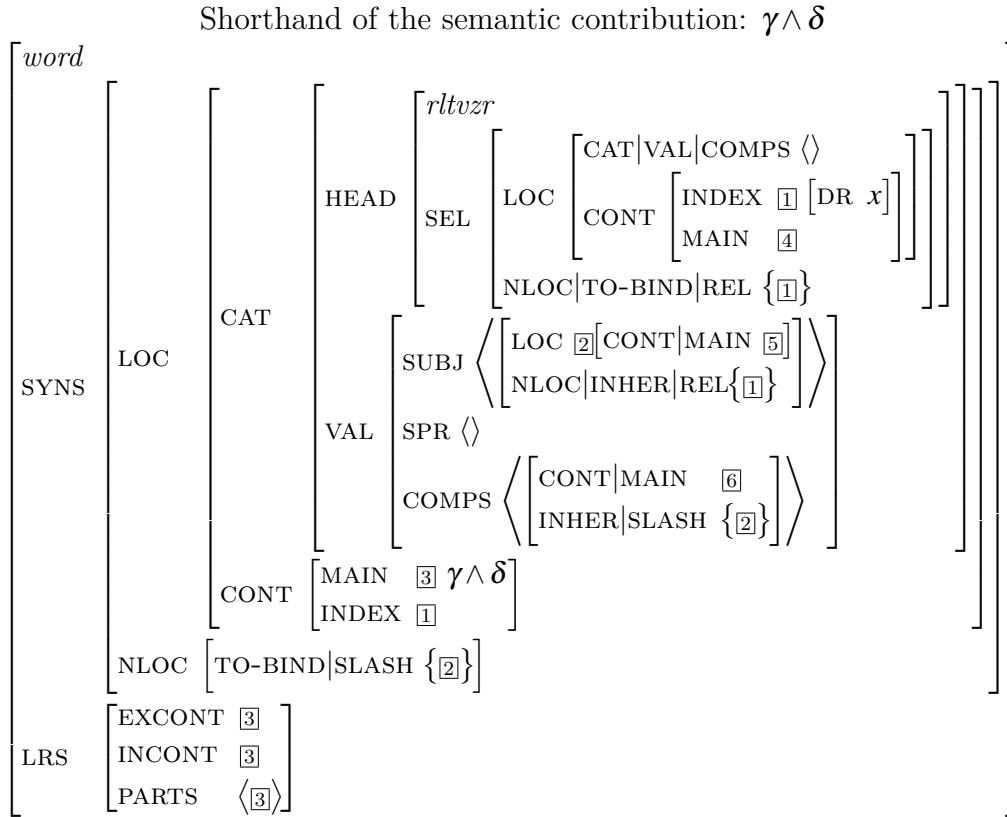 Shorthand of the semantic contribution: γ∧δ
word
rltvzr
CAT|VAL|COMPS ⟨⟩
LOC
HEAD
INDEX 1 [DR x]
CONT
SEL
MAIN 4
NLOC|TO-BIND|REL {1}
CAT
LOC 2[CONT|MAIN 5]
LOC
SUBJ
NLOC|INHER|REL{1}
SYNS
VAL
SPR ⟨⟩
CONT|MAIN 6
COMPS
INHER|SLASH {2}
MAIN 3 γ∧δ
CONT
INDEX 1
NLOC [TO-BIND|SLASH {2}]
EXCONT 3
LRS INCONT 3
PARTS ⟨3⟩